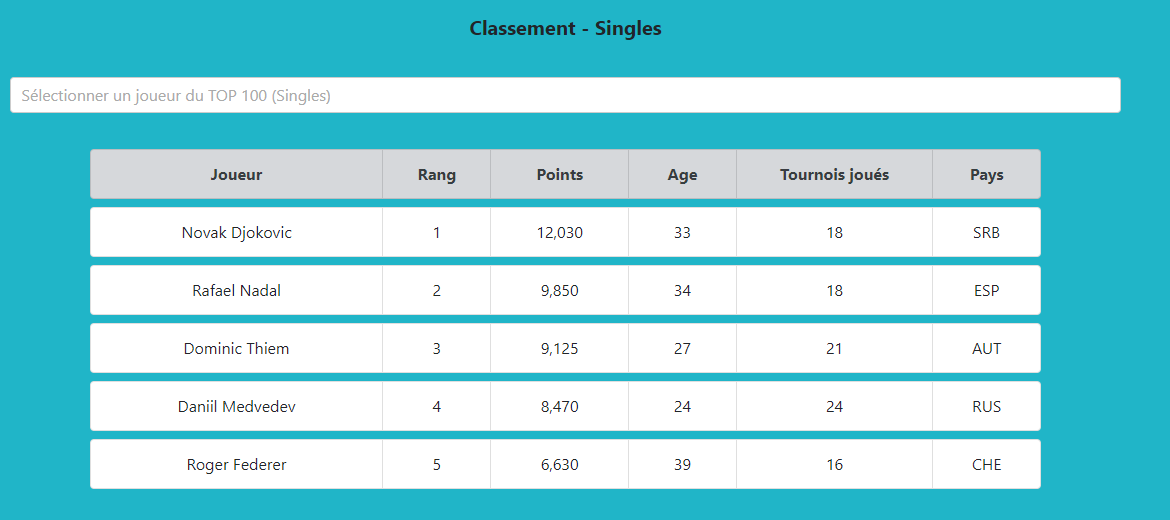 Classement - Singles
Sélectionner un joueur du TOP 100 (Singles)
Joueur Rang Points Age Tournois joués Pays
Novak Djokovic 1 12,030 33 18 SRB
Rafael Nadal 2 9,850 34 18 ESP
Dominic Thiem 3 9,125 27 21 AUT
Daniil Medvedev 4 8,470 24 24 RUS
Roger Federer 5 6,630 39 16 CHE